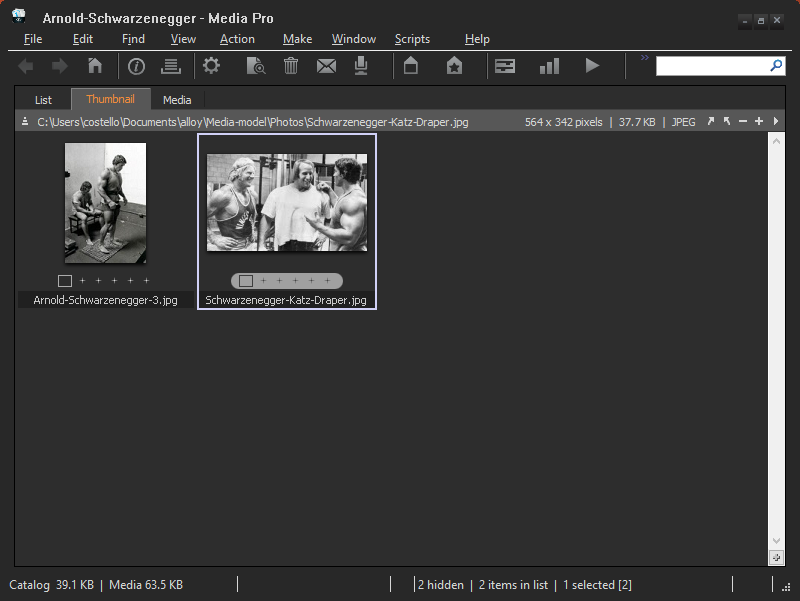 Arnold-Schwarzenegger - Media Pro
File Edit Find View Action Make Window Scripts Help
List Thumbnail Media
C:\Users\costello\Documents\alloy\Media-model\Photos\Schwarzenegger-Katz-Draper.jpg 564 x 342 pixels | 37.7 KB | JPEG
Arnold-Schwarzenegger-3.jpg Schwarzenegger-Katz-Draper.jpg
Catalog 39.1 KB | Media 63.5 KB 2 hidden | 2 items in list | 1 selected [2]